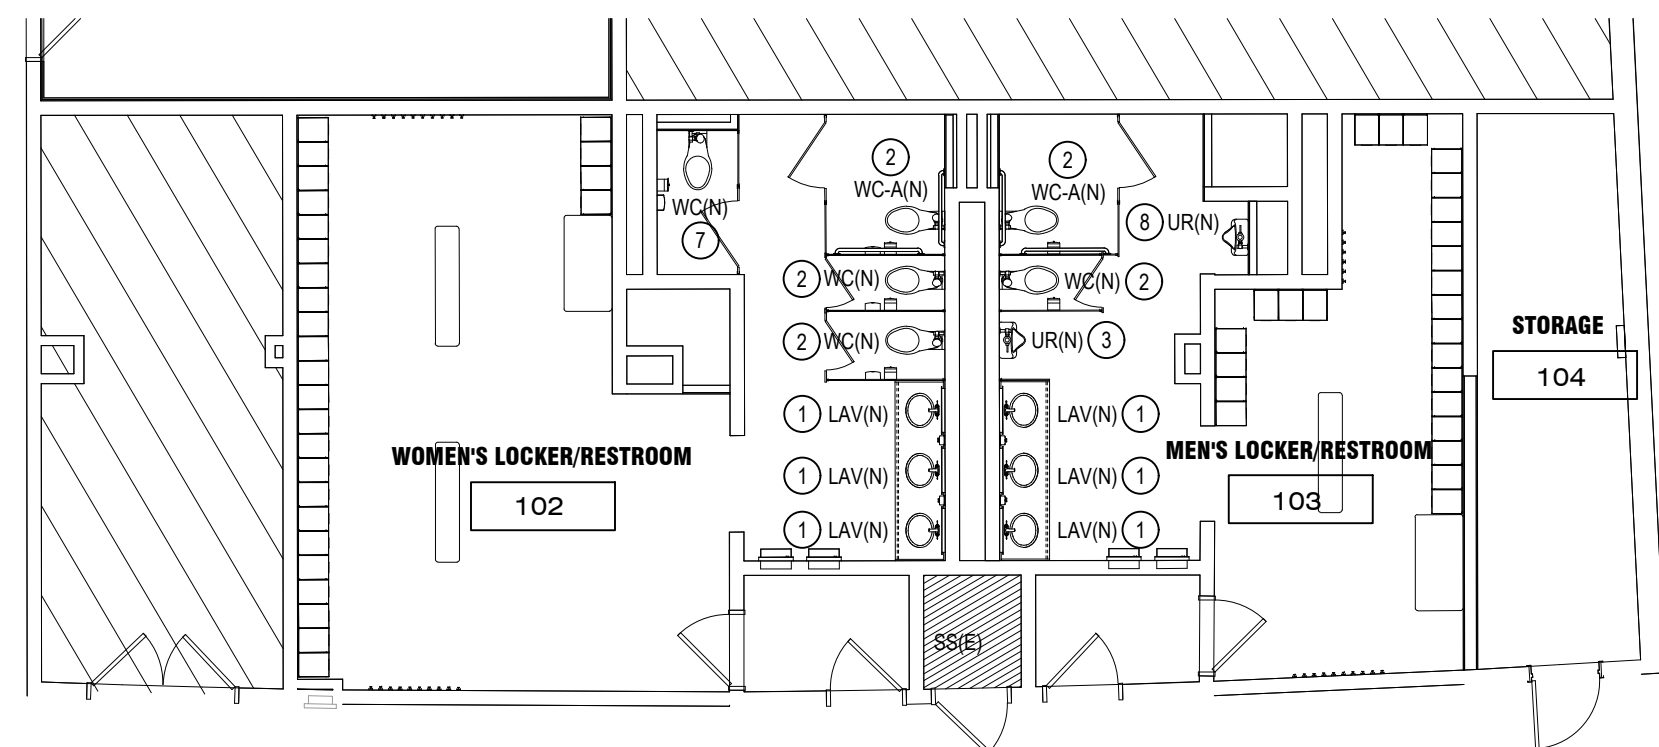 2
2
WC-A(N)
WC-A(N)
WC(N)
8
UR(N)
7
2
WC(N)
WC(N)
2
2
WC(N)
UR(N)
3
STORAGE
104
1
LAV(N)
LAV(N)
1
WOMEN'S LOCKER/RESTROOM
MEN'S LOCKER/RESTROOM
1
LAV(N)
LAV(N)
1
102
103
1
LAV(N)
LAV(N)
1
SS(E)